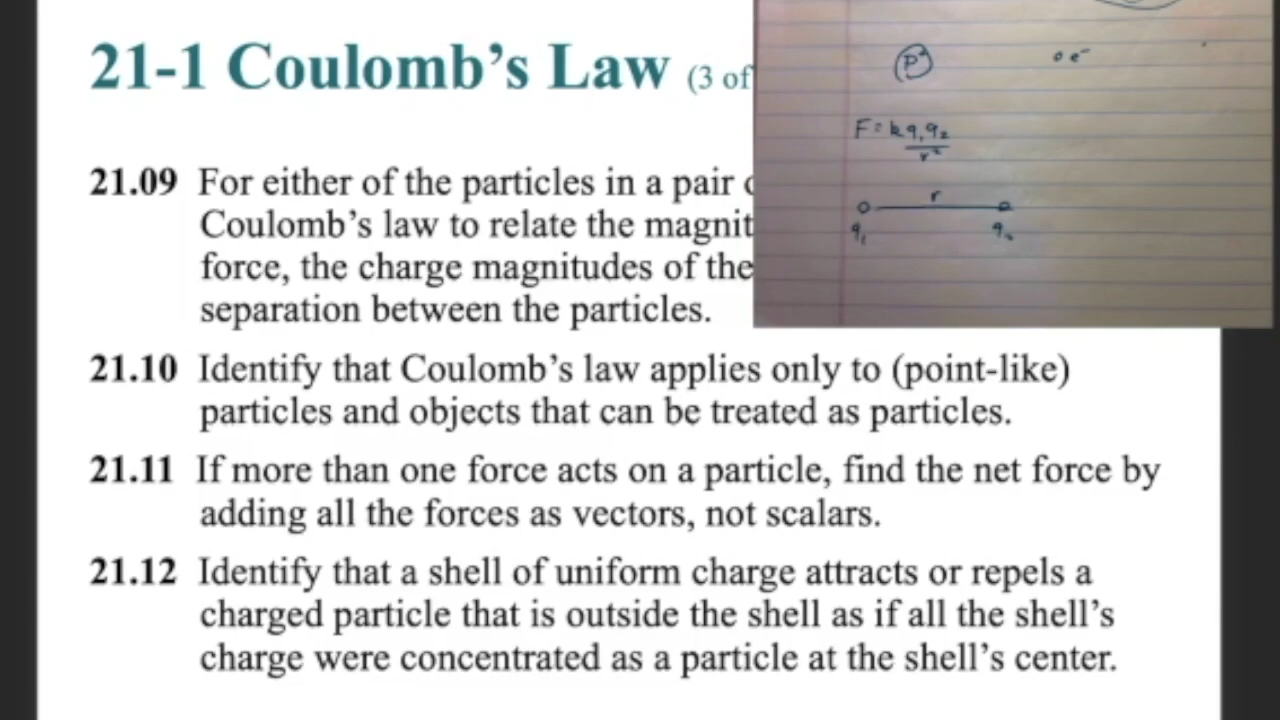 21-1 Coulomb's Law (3 of
21.09 For either of the particles in a pair
Coulomb's law to relate the magnit
force, the charge magnitudes of the
separation between the particles.
21.10 Identify that Coulomb's law applies only to (point-like)
particles and objects that can be treated as particles.
21.11 If more than one force acts on a particle, find the net force by
adding all the forces as vectors, not scalars.
21.12 Identify that a shell of uniform charge attracts or repels a
charged particle that is outside the shell as if all the shell's
charge were concentrated as a particle at the shell's center.
P e⁻
F = k q₁ q₂
r²
r
q₁